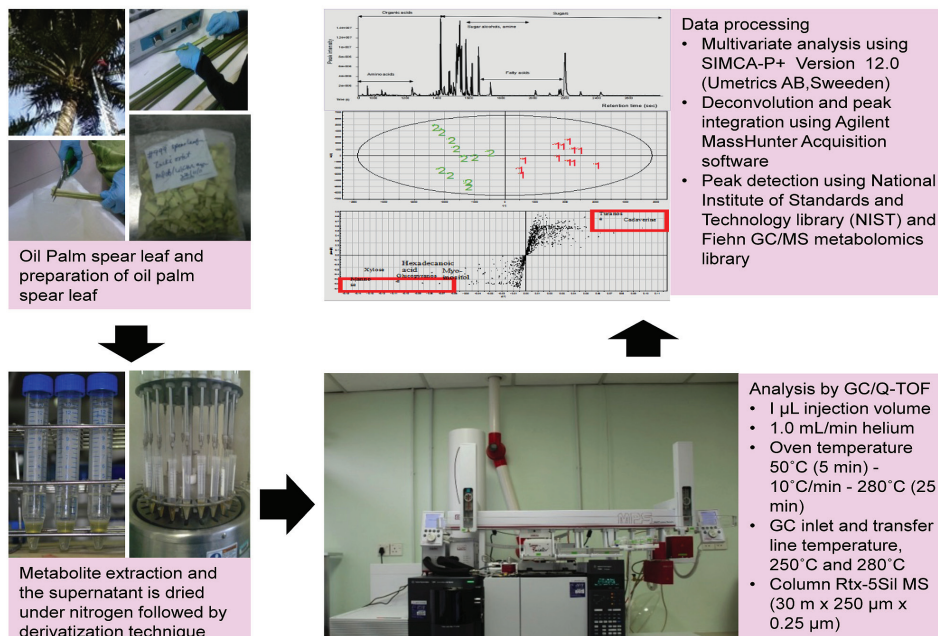 Oil Palm spear leaf and
preparation of oil palm
spear leaf
Metabolite extraction and
the supernatant is dried
under nitrogen followed by
derivatization technique
Analysis by GC/Q-TOF
• I µL injection volume
• 1.0 mL/min helium
• Oven temperature
50˚C (5 min) -
10˚C/min - 280˚C (25
min)
• GC inlet and transfer
line temperature,
250˚C and 280˚C
• Column Rtx-5Sil MS
(30 m x 250 µm x
0.25 µm)
Organic acids
Sugars
Sugar alcohols, amine
Amino acids
Fatty acids
Peak intensity
Retention time (sec)
Xylose
Hexadecanoic
acid
Myo-
inositol
Cadaverine
Data processing
• Multivariate analysis using
SIMCA-P+ Version 12.0
(Umetrics AB,Sweden)
• Deconvolution and peak
integration using Agilent
MassHunter Acquisition
software
• Peak detection using National
Institute of Standards and
Technology library (NIST) and
Fiehn GC/MS metabolomics
library